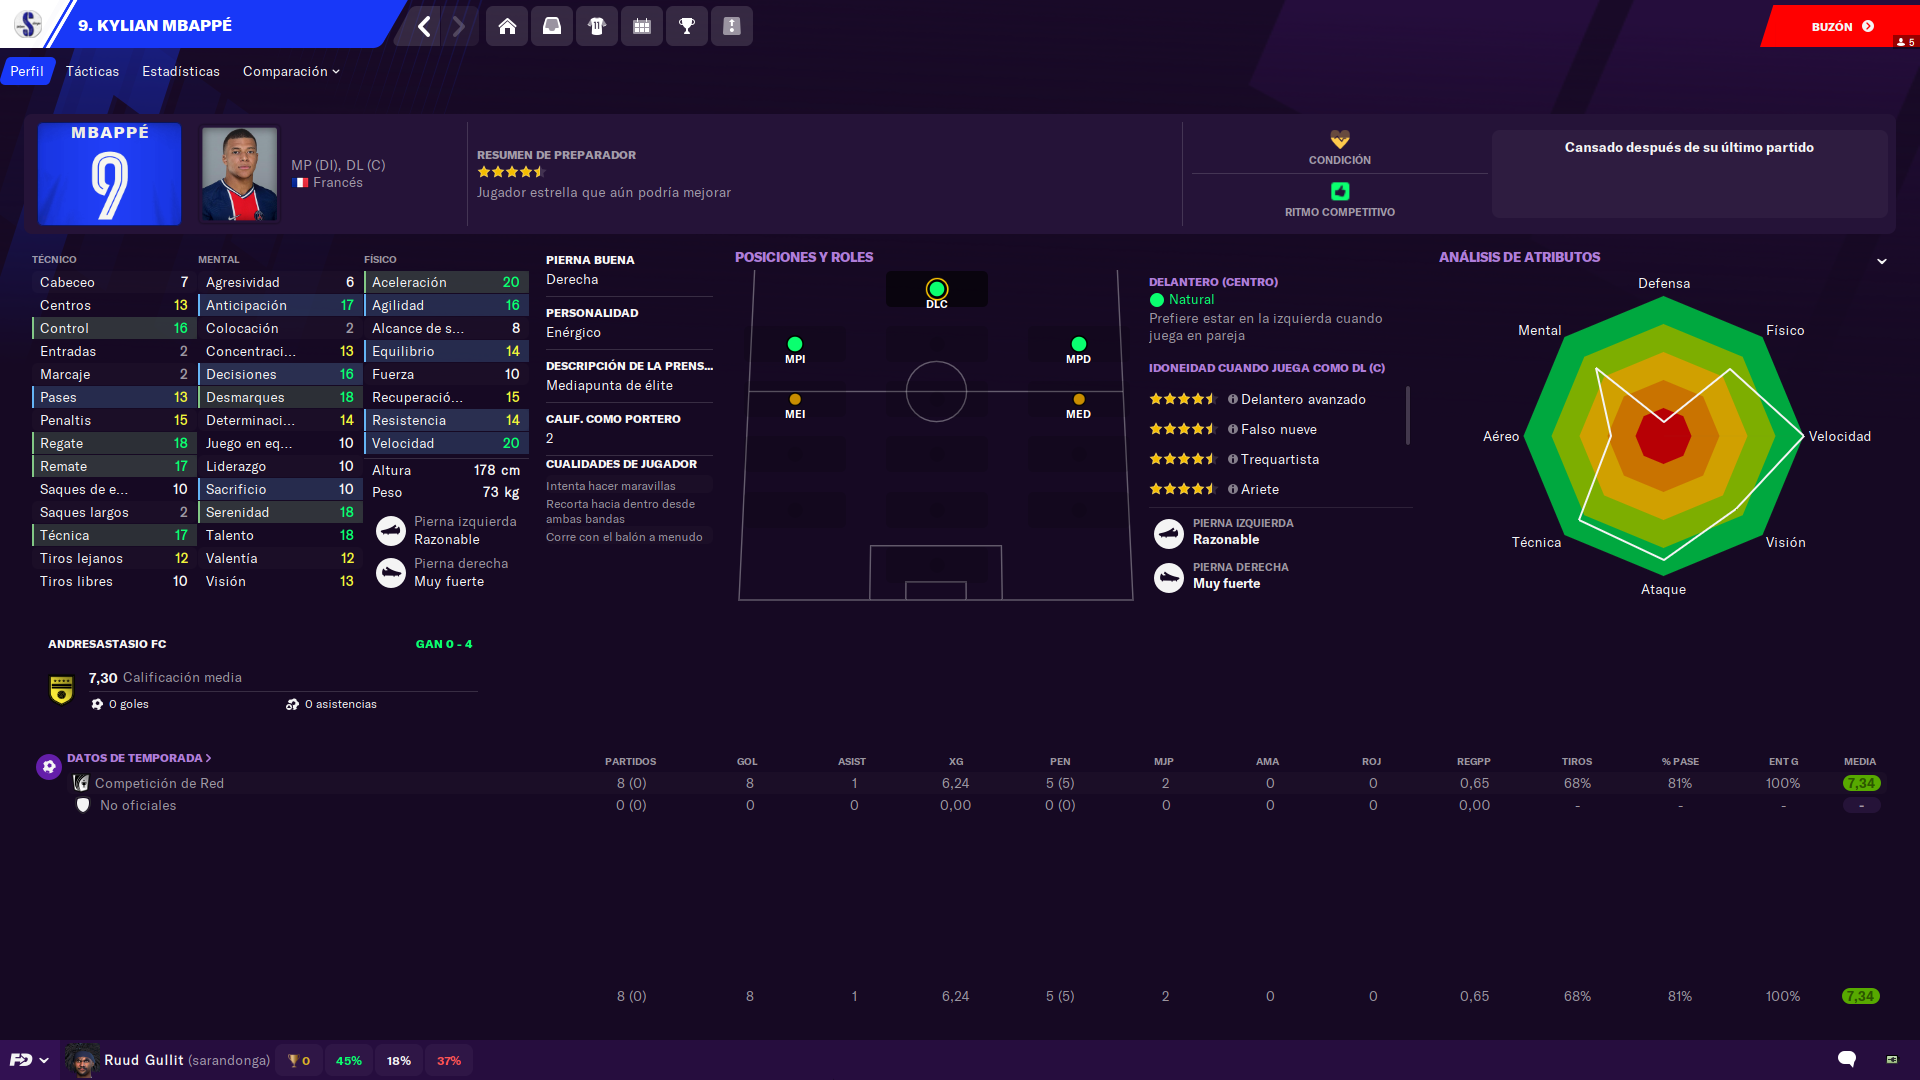 9. KYLIAN MBAPPÉ
BUZÓN
5
Perfil
Tácticas
Estadísticas
Comparación
MBAPPÉ
9
MP (DI), DL (C)
Francés
RESUMEN DE PREPARADOR
Jugador estrella que aún podría mejorar
CONDICIÓN
RITMO COMPETITIVO
Cansado después de su último partido
TÉCNICO
Cabeceo 7
Centros 13
Control 16
Entradas 2
Marcaje 2
Pases 13
Penaltis 15
Regate 18
Remate 17
Saques de e... 10
Saques largos 2
Técnica 17
Tiros lejanos 12
Tiros libres 10
MENTAL
Agresividad 6
Anticipación 17
Colocación 2
Concentraci... 13
Decisiones 16
Desmarques 18
Determinaci... 14
Juego en eq... 10
Liderazgo 10
Sacrificio 10
Serenidad 18
Talento 18
Valentía 12
Visión 13
FÍSICO
Aceleración 20
Agilidad 16
Alcance de s... 8
Equilibrio 14
Fuerza 10
Recuperació... 15
Resistencia 14
Velocidad 20
Altura 178 cm
Peso 73 kg
Pierna izquierda
Razonable
Pierna derecha
Muy fuerte
PIERNA BUENA
Derecha
PERSONALIDAD
Enérgico
DESCRIPCIÓN DE LA PRENS...
Mediapunta de élite
CALIF. COMO PORTERO
2
CUALIDADES DE JUGADOR
Intenta hacer maravillas
Recorta hacia dentro desde
ambas bandas
Corre con el balón a menudo
POSICIONES Y ROLES
DLC
MPI
MPD
MEI
MED
DELANTERO (CENTRO)
Natural
Prefiere estar en la izquierda cuando
juega en pareja
IDONEIDAD CUANDO JUEGA COMO DL (C)
Delantero avanzado
Falso nueve
Trequartista
Ariete
PIERNA IZQUIERDA
Razonable
PIERNA DERECHA
Muy fuerte
ANÁLISIS DE ATRIBUTOS
Defensa
Mental
Físico
Aéreo
Velocidad
Técnica
Visión
Ataque
ANDRESASTASIO FC GAN 0 - 4
7,30 Calificación media
0 goles 0 asistencias
DATOS DE TEMPORADA PARTIDOS GOL ASIST XG PEN MJP AMA ROJ REGPP TIROS % PASE ENT G MEDIA
Competición de Red 8 (0) 8 1 6,24 5 (5) 2 0 0 0,65 68% 81% 100% 7,34
No oficiales 0 (0) 0 0 0,00 0 (0) 0 0 0 0,00 - - - -
8 (0) 8 1 6,24 5 (5) 2 0 0 0,65 68% 81% 100% 7,34
Ruud Gullit (sarandonga) 0 45% 18% 37%